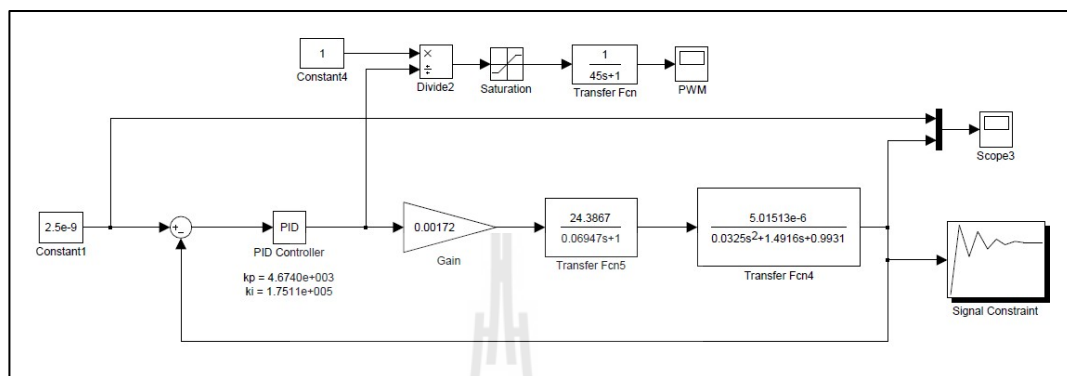 1
Constant4
×
÷
Divide2
Saturation
1
45s+1
Transfer Fcn
PWM
Scope3
2.5e-9
Constant1
+
-
PID
PID Controller
kp = 4.6740e+003
ki = 1.7511e+005
0.00172
Gain
24.3867
0.06947s+1
Transfer Fcn5
5.01513e-6
0.0325s2+1.4916s+0.9931
Transfer Fcn4
Signal Constraint